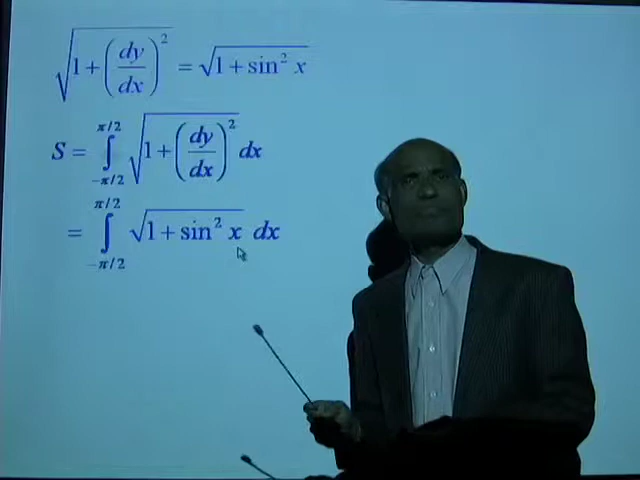 √(1+(dy/dx)²) = √(1+sin² x)
S = ∫_{-π/2}^{π/2} √(1+(dy/dx)²) dx
= ∫_{-π/2}^{π/2} √(1+sin² x) dx